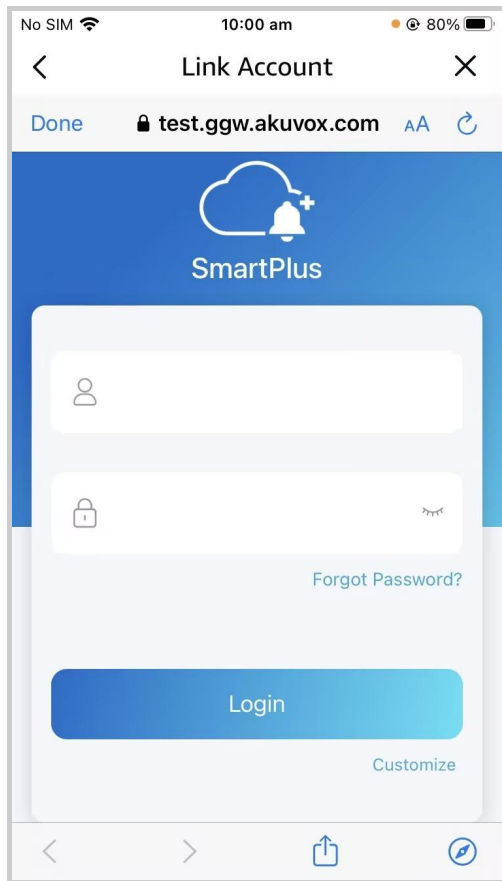 No SIM 10:00 am 80%
Link Account
Done test.ggw.akuvox.com AA
SmartPlus
Forgot Password?
Login
Customize